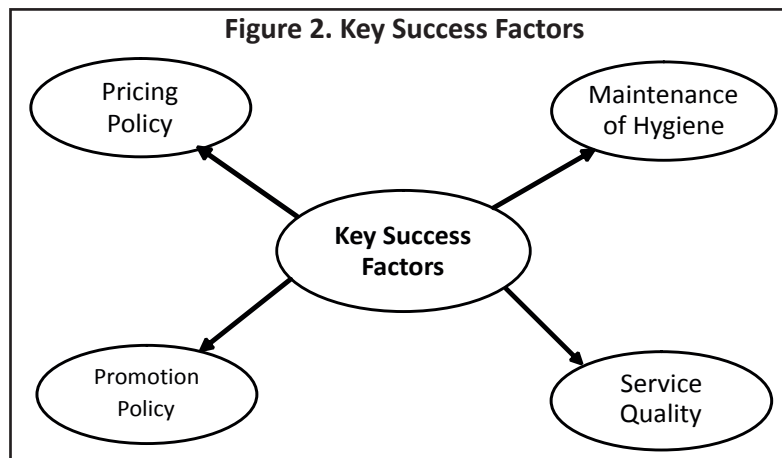 Figure 2. Key Success Factors
Pricing
Policy
Maintenance
of Hygiene
Key Success
Factors
Promotion
Policy
Service
Quality